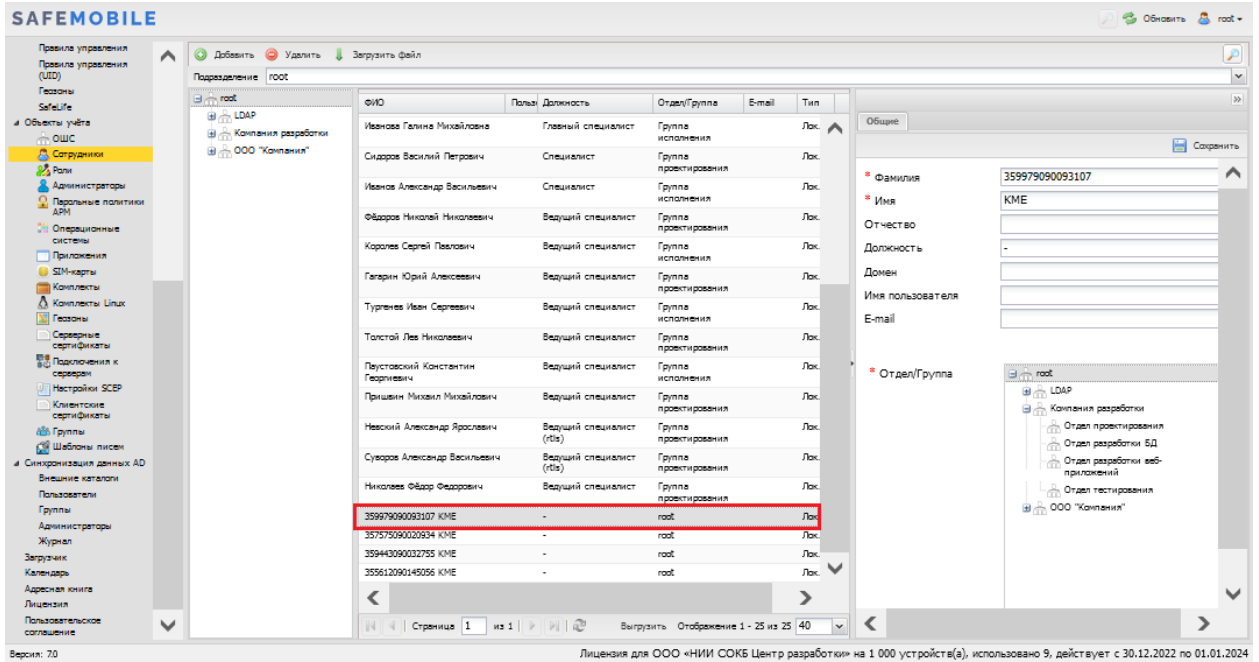 SAFEMOBILE
Обновить root
Правила управления
Правила управления
(UID)
Геозоны
SafeLife
Объекты учёта
ОШС
Сотрудники
Роли
Администраторы
Парольные политики
АРМ
Операционные
системы
Приложения
SIM-карты
Комплекты
Комплекты Linux
Геозоны
Серверные
сертификаты
Подключения к
серверам
Настройки SCEP
Клиентские
сертификаты
Группы
Шаблоны писем
Синхронизация данных AD
Внешние каталоги
Пользователи
Группы
Администраторы
Журнал
Загрузчик
Календарь
Адресная книга
Лицензия
Пользовательское
соглашение
Добавить Удалить Загрузить файл
Подразделение root
root
LDAP
Компания разработки
ООО "Компания"
ФИО Польз Должность Отдел/Группа E-mail Тип
Иванова Галина Михайловна Главный специалист Группа исполнения Лок.
Сидоров Василий Петрович Специалист Группа проектирования Лок.
Иванов Александр Васильевич Специалист Группа исполнения Лок.
Фёдоров Николай Николаевич Ведущий специалист Группа проектирования Лок.
Королев Сергей Павлович Ведущий специалист Группа исполнения Лок.
Гагарин Юрий Алексеевич Ведущий специалист Группа проектирования Лок.
Тургенев Иван Сергеевич Ведущий специалист Группа исполнения Лок.
Толстой Лев Николаевич Ведущий специалист Группа проектирования Лок.
Паустовский Константин Георгиевич Ведущий специалист Группа исполнения Лок.
Пришвин Михаил Михайлович Ведущий специалист Группа проектирования Лок.
Невский Александр Ярославич Ведущий специалист (rtls) Группа проектирования Лок.
Суворов Александр Васильевич Ведущий специалист (rtls) Группа проектирования Лок.
Николаев Фёдор Федорович Ведущий специалист Группа проектирования Лок.
359979090093107 KME - root Лок
357575090020934 KME - root Лок.
359443090032755 KME - root Лок.
355612090145056 KME - root Лок.
Страница 1 из 1 Выгрузить Отображение 1 - 25 из 25 40
Общие
Сохранить
* Фамилия 359979090093107
* Имя KME
Отчество
Должность -
Домен
Имя пользователя
E-mail
* Отдел/Группа
root
LDAP
Компания разработки
Отдел проектирования
Отдел разработки БД
Отдел разработки веб-
приложений
Отдел тестирования
ООО "Компания"
Версия: 7.0 Лицензия для ООО «НИИ СОКБ Центр разработки» на 1 000 устройств(а), использовано 9, действует с 30.12.2022 по 01.01.2024